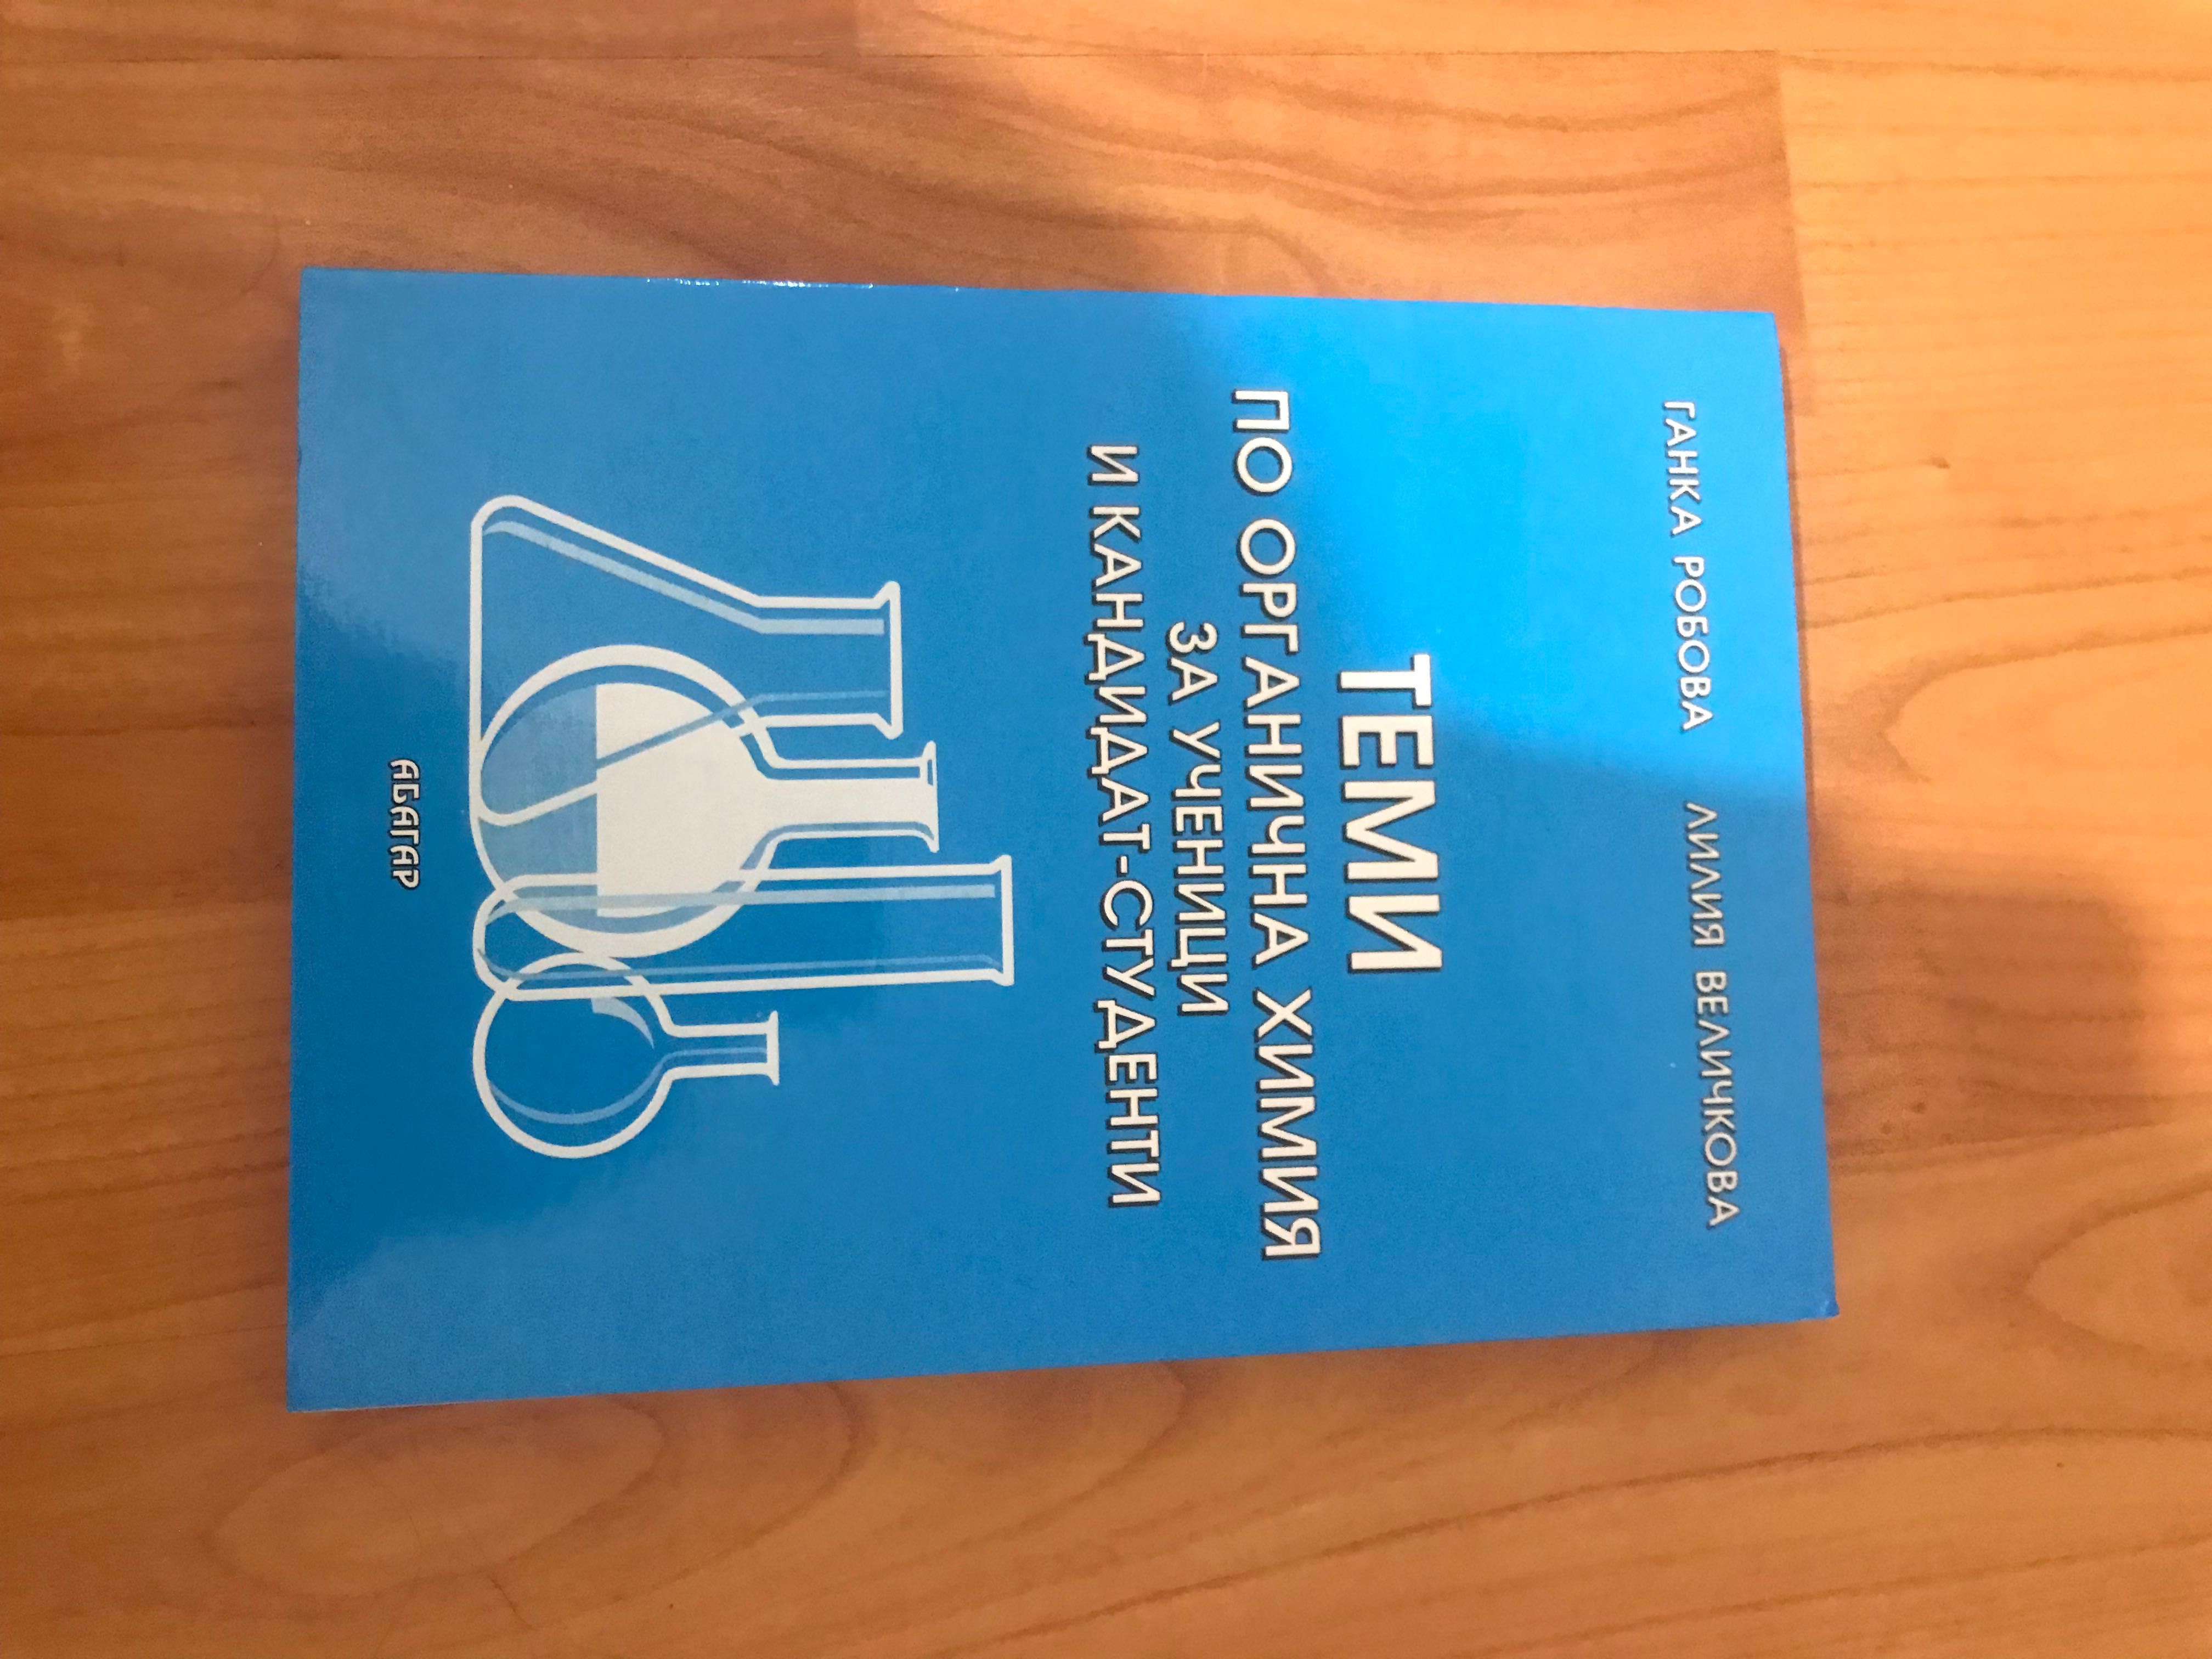 ГАНКА РОБОВА ЛИЛИЯ ВЕЛИЧКОВА
ТЕМИ
ПО ОРГАНИЧНА ХИМИЯ
ЗА УЧЕНИЦИ
И КАНДИДАТ-СТУДЕНТИ
АБАГАР